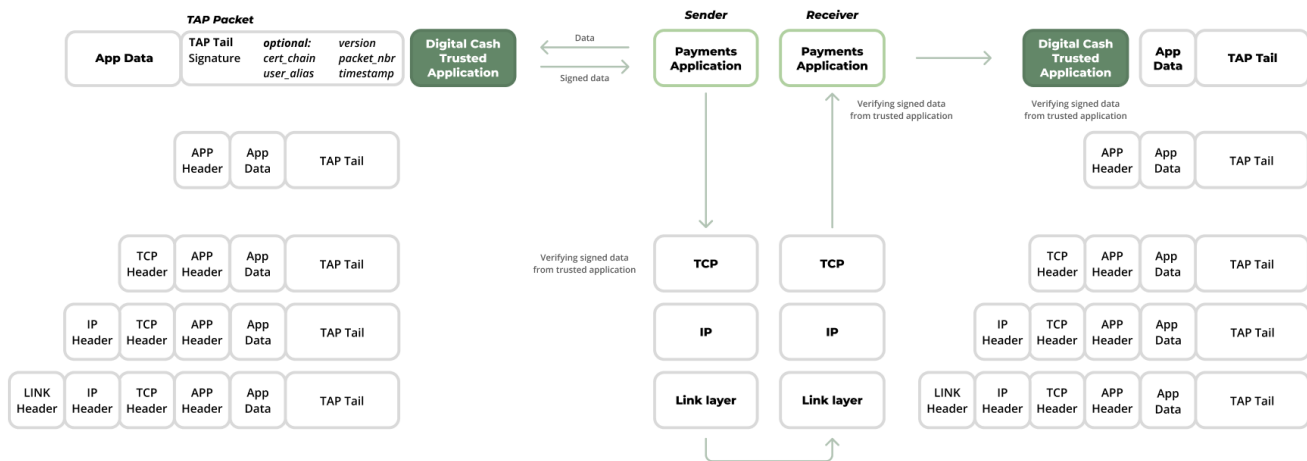 TAP Packet
Sender
Receiver
App Data
TAP Tail
Signature
optional:
cert_chain
user_alias
version
packet_nbr
timestamp
Digital Cash
Trusted
Application
Data
Signed data
Payments
Application
Payments
Application
Verifying signed data
from trusted application
Digital Cash
Trusted
Application
Verifying signed data
from trusted application
App
Data
TAP Tail
APP
Header
App
Data
TAP Tail
APP
Header
App
Data
TAP Tail
TCP
Header
APP
Header
App
Data
TAP Tail
Verifying signed data
from trusted application
TCP
TCP
TCP
Header
APP
Header
App
Data
TAP Tail
IP
Header
TCP
Header
APP
Header
App
Data
TAP Tail
IP
IP
IP
Header
TCP
Header
APP
Header
App
Data
TAP Tail
LINK
Header
IP
Header
TCP
Header
APP
Header
App
Data
TAP Tail
Link layer
Link layer
LINK
Header
IP
Header
TCP
Header
APP
Header
App
Data
TAP Tail